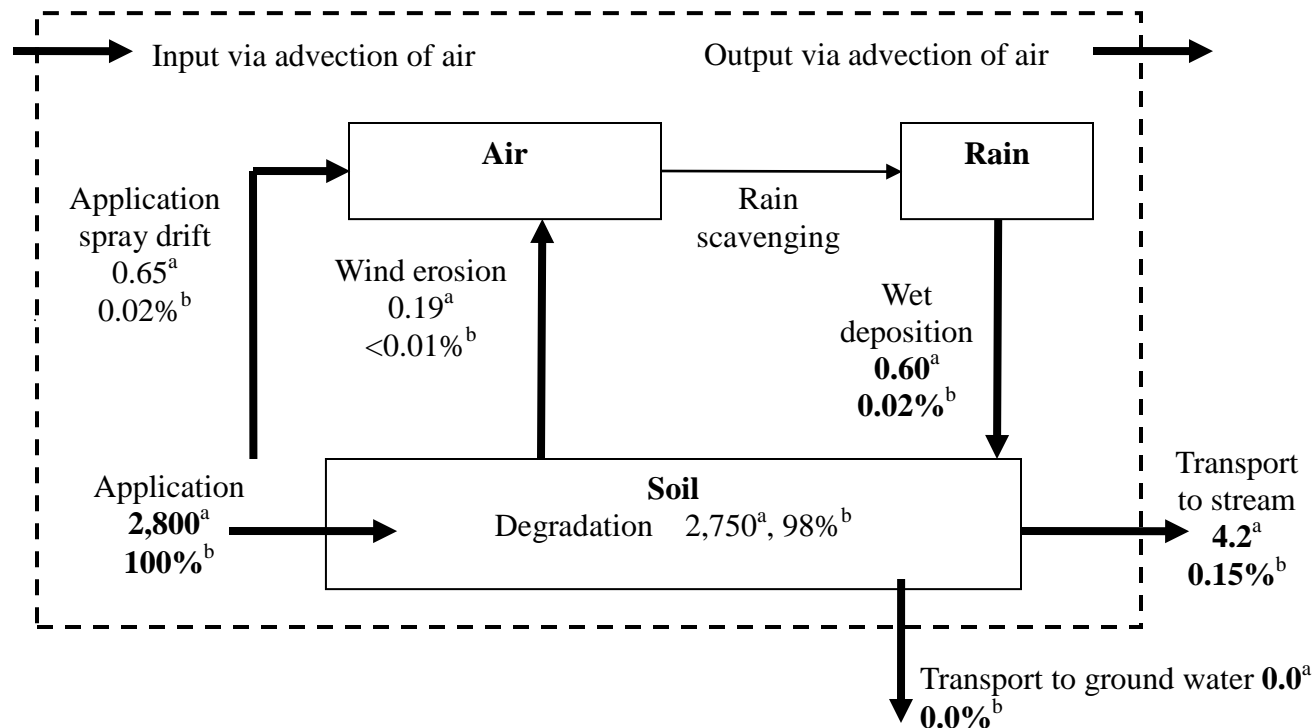 Input via advection of air
Output via advection of air
Air
Rain
Application
spray drift
0.65a
0.02%b
Wind erosion
0.19a
<0.01%b
Rain
scavenging
Wet
deposition
0.60a
0.02%b
Application
2,800a
100%b
Soil
Degradation 2,750a, 98%b
Transport
to stream
4.2a
0.15%b
Transport to ground water 0.0a
0.0%b